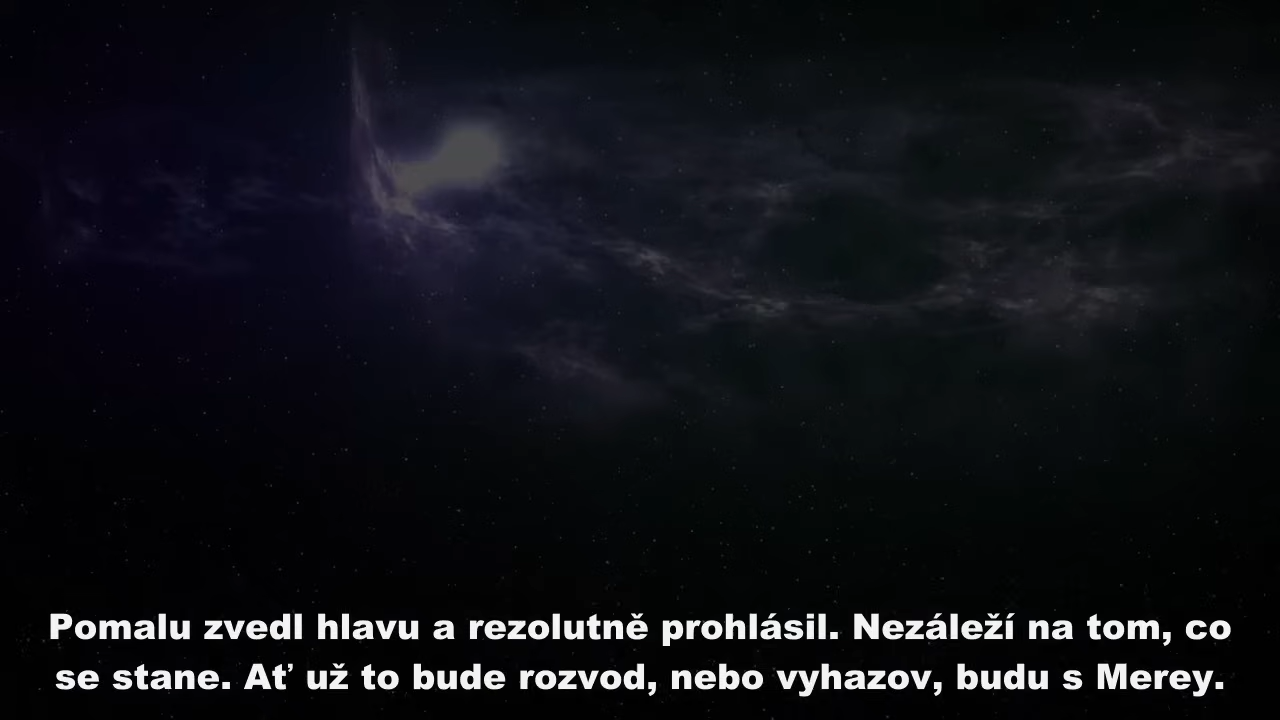 Pomalu zvedl hlavu a rezolutně prohlásil. Nezáleží na tom, co
se stane. Ať už to bude rozvod, nebo vyhazov, budu s Merey.